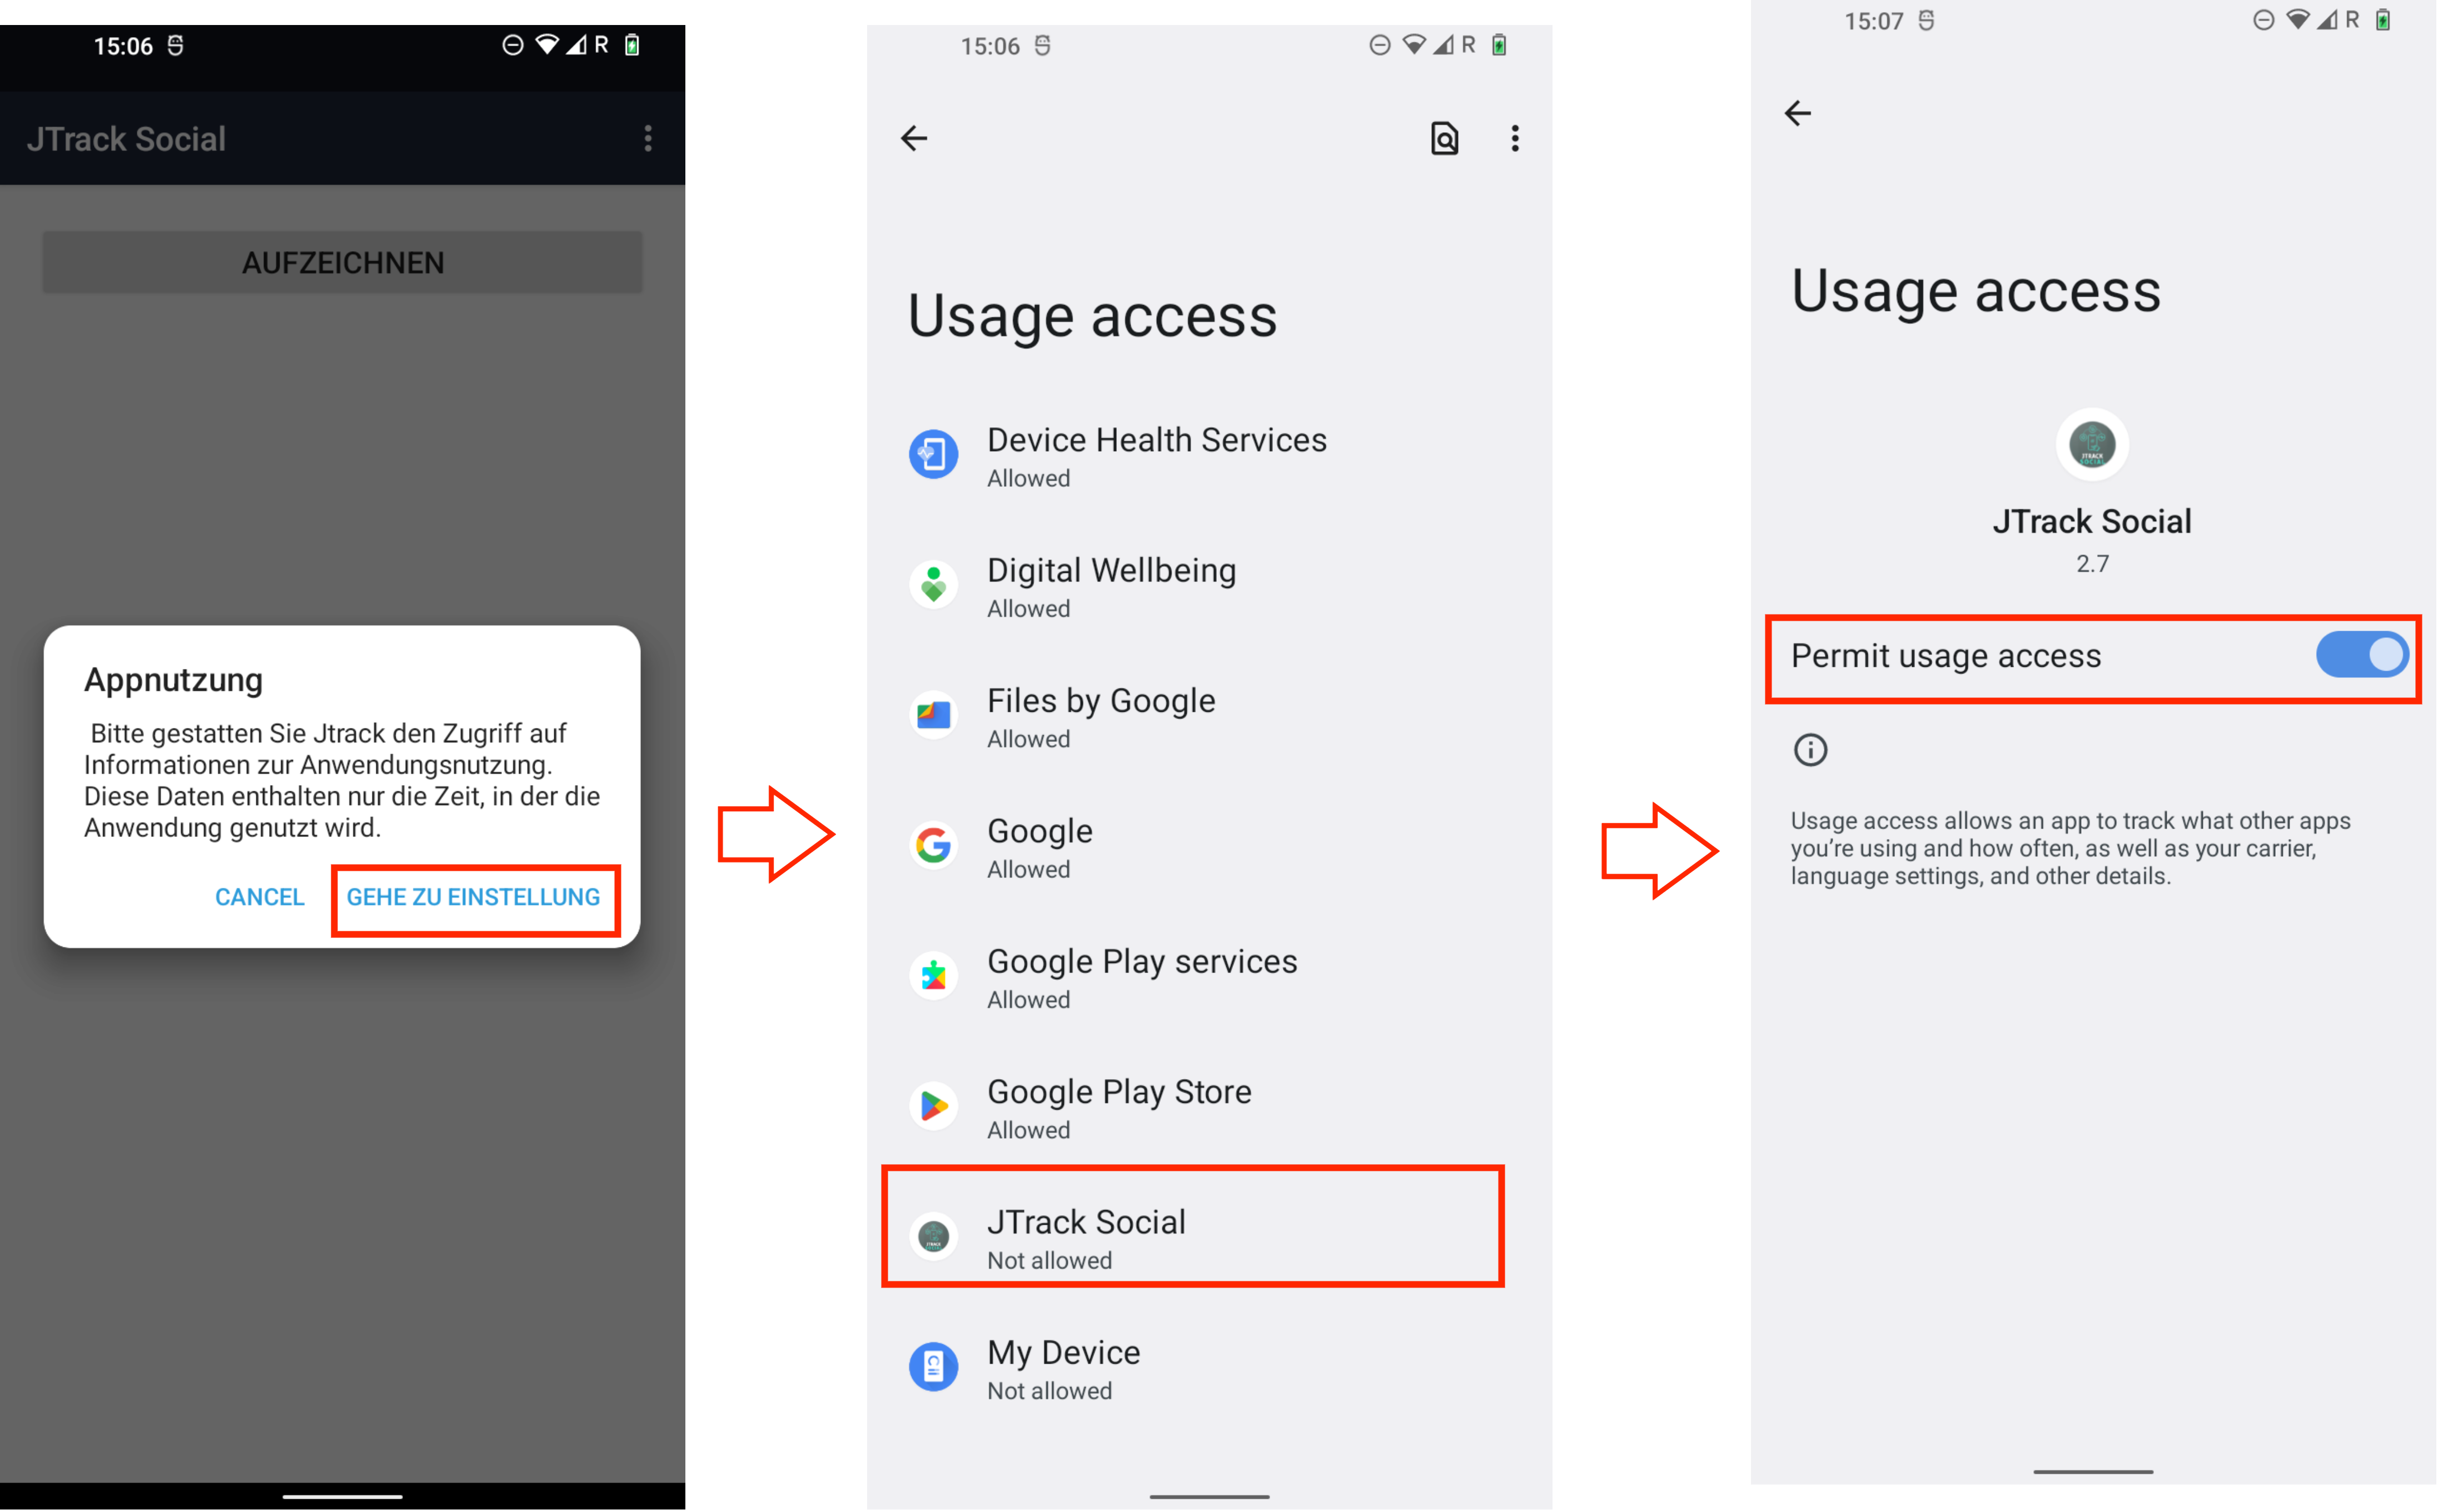 15:06
R
JTrack Social
AUFZEICHNEN
Appnutzung
Bitte gestatten Sie Jtrack den Zugriff auf
Informationen zur Anwendungsnutzung.
Diese Daten enthalten nur die Zeit, in der die
Anwendung genutzt wird.
CANCEL
GEHE ZU EINSTELLUNG
15:06
R
Usage access
Device Health Services
Allowed
Digital Wellbeing
Allowed
Files by Google
Allowed
Google
Allowed
Google Play services
Allowed
Google Play Store
Allowed
JTrack Social
Not allowed
My Device
Not allowed
15:07
R
Usage access
JTRACK
SOCIAL
JTrack Social
2.7
Permit usage access
Usage access allows an app to track what other apps
you're using and how often, as well as your carrier,
language settings, and other details.